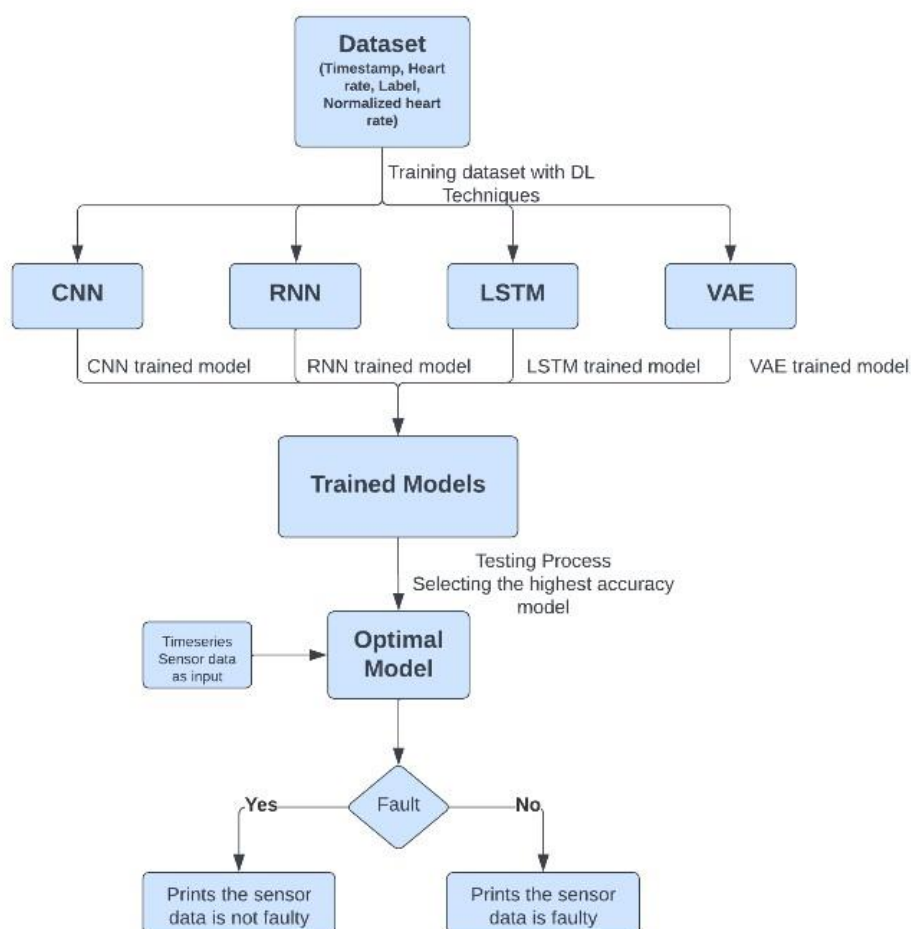 Dataset
(Timestamp, Heart
rate, Label,
Normalized heart
rate)
Training dataset with DL
Techniques
CNN
RNN
LSTM
VAE
CNN trained model
RNN trained model
LSTM trained model
VAE trained model
Trained Models
Testing Process
Selecting the highest accuracy
model
Timeseries
Sensor data
as input
Optimal
Model
Fault
Yes
No
Prints the sensor
data is not faulty
Prints the sensor
data is faulty